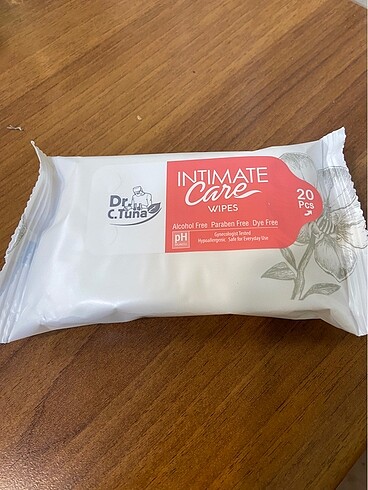 Dr.
C.Tuna
INTIMATE
Care
WIPES
20
Pcs
Alcohol Free Paraben Free Dye Free
pH
Gynecologist Tested
Hypoallergenic Safe for Everyday Use